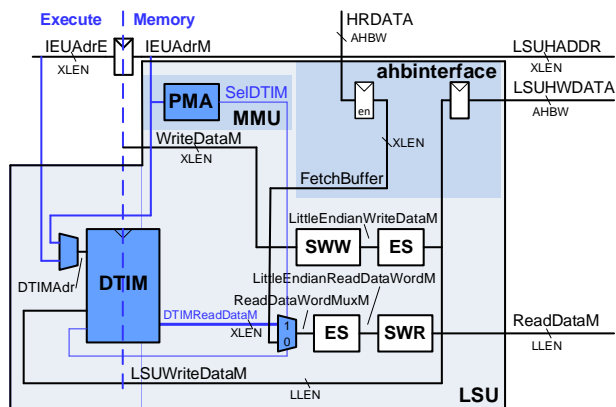 Execute
Memory
HRDATA
AHBW
IEUAdrE
XLEN
IEUAdrM
LSUHADDR
XLEN
ahbinterface
LSUHWDATA
AHBW
PMA
SelDTIM
MMU
en
WriteDataM
XLEN
XLEN
FetchBuffer
LittleEndianWriteDataM
SWW
ES
DTIMAdr
DTIM
LittleEndianReadDataWordM
ReadDataWordMuxM
DTIMReadDataM
XLEN
1
0
ES
SWR
ReadDataM
LLEN
LSUWriteDataM
LLEN
LSU